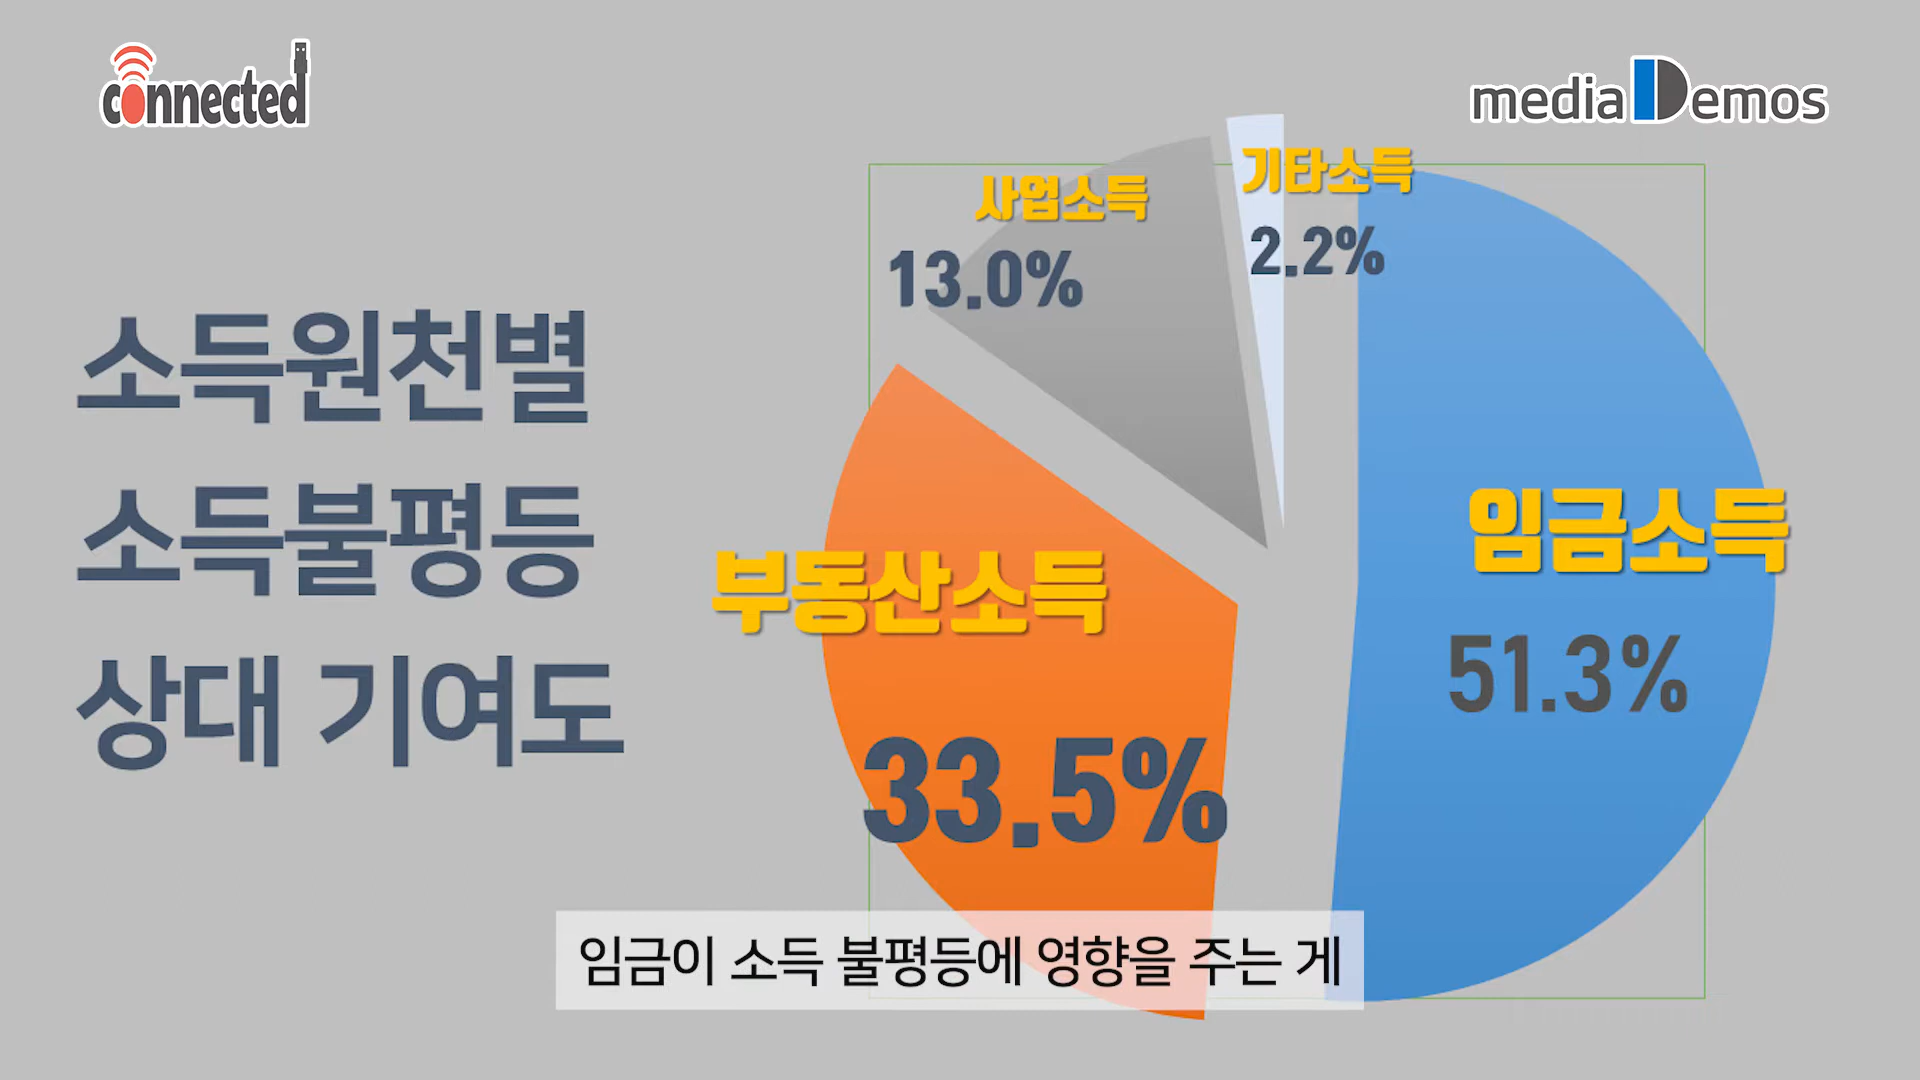 connected
mediaDemos
소득원천별
소득불평등
상대 기여도
사업소득
13.0%
기타소득
2.2%
임금소득
51.3%
부동산소득
33.5%
임금이 소득 불평등에 영향을 주는 게